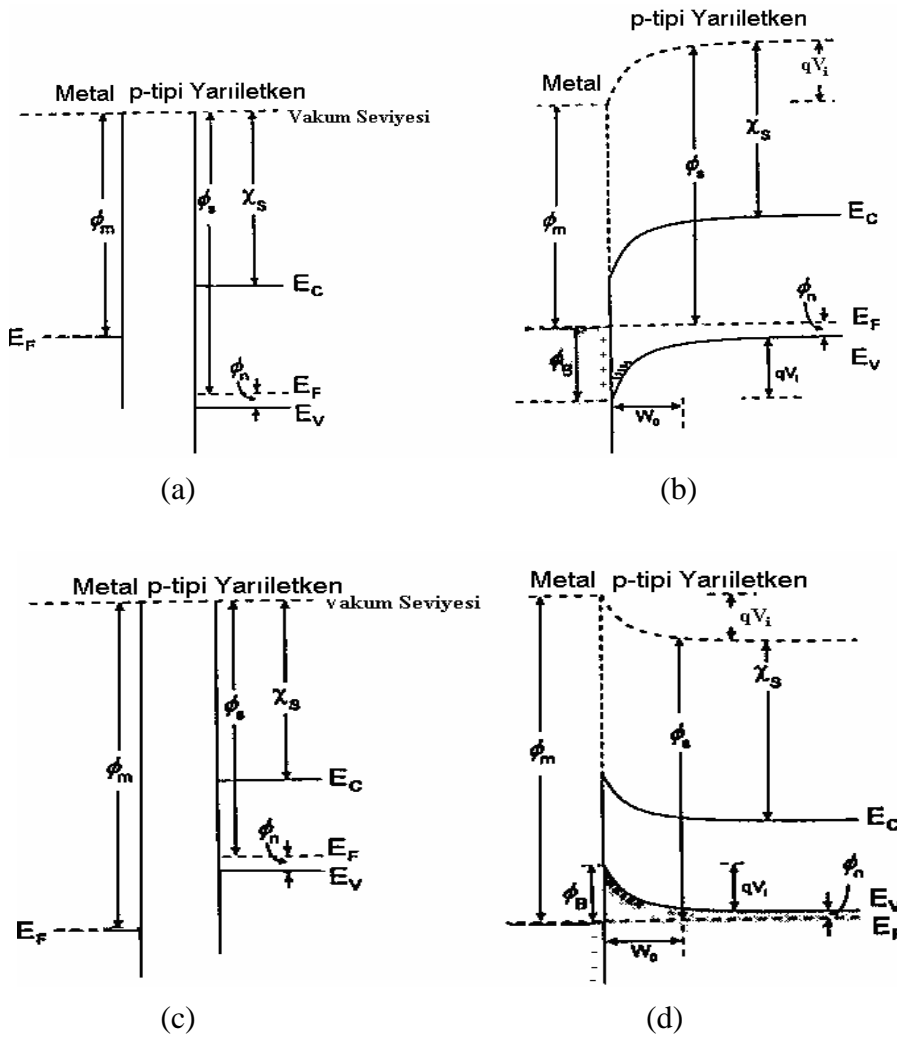 Metal p-tipi Yarıiletken
Vakum Seviyesi
ϕm
ϕs
χS
EC
EF
ϕn
EF
EV
(a)
p-tipi Yarıiletken
Metal
qVi
χS
ϕs
ϕm
EC
ϕn
EF
EV
ϕB
+
+
+
+
qVi
W0
(b)
Metal p-tipi Yarıiletken
Vakum Seviyesi
χS
ϕs
ϕm
EC
ϕn
EF
EV
EF
(c)
Metal p-tipi Yarıiletken
qVi
χS
ϕm
ϕs
EC
ϕn
ϕB
qVi
EV
EF
W0
(d)